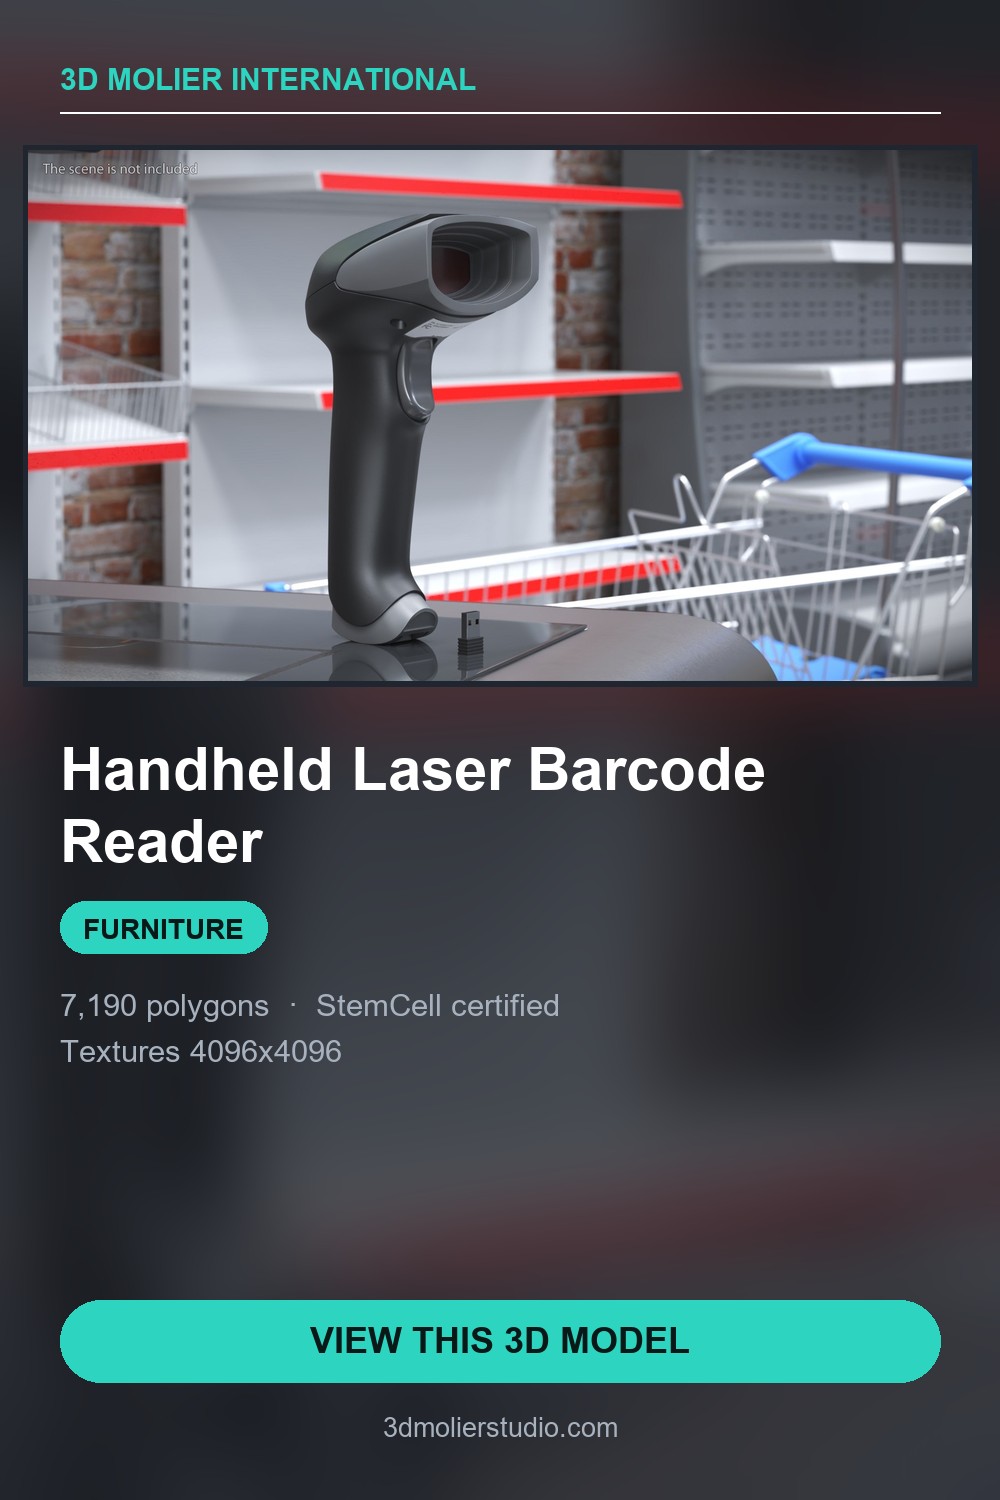 3D MOLIER INTERNATIONAL
The scene is not included
Handheld Laser Barcode
Reader
FURNITURE
7,190 polygons · StemCell certified
Textures 4096x4096
VIEW THIS 3D MODEL
3dmolierstudio.com